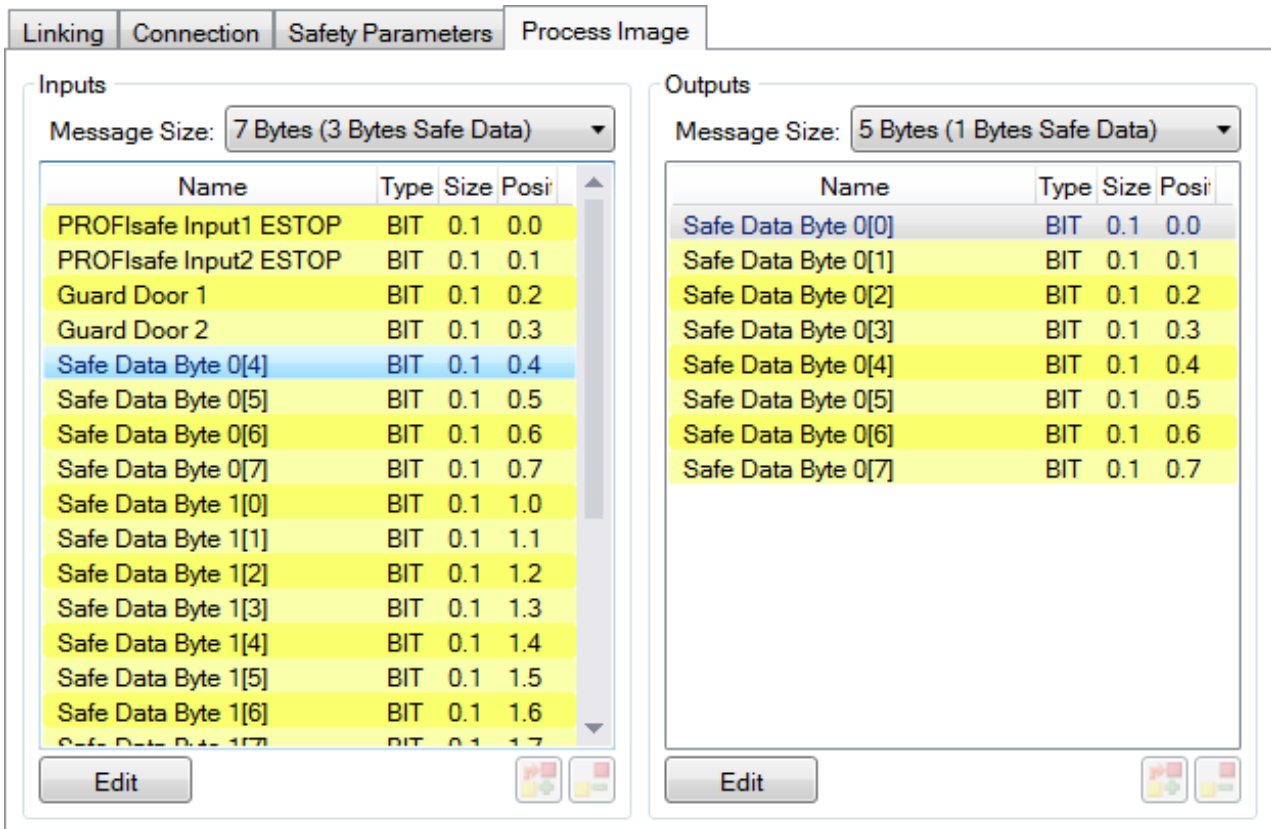 Linking Connection Safety Parameters Process Image
Inputs
Message Size: 7 Bytes (3 Bytes Safe Data)
Name Type Size Posit
PROFIsafe Input1 ESTOP BIT 0.1 0.0
PROFIsafe Input2 ESTOP BIT 0.1 0.1
Guard Door 1 BIT 0.1 0.2
Guard Door 2 BIT 0.1 0.3
Safe Data Byte 0[4] BIT 0.1 0.4
Safe Data Byte 0[5] BIT 0.1 0.5
Safe Data Byte 0[6] BIT 0.1 0.6
Safe Data Byte 0[7] BIT 0.1 0.7
Safe Data Byte 1[0] BIT 0.1 1.0
Safe Data Byte 1[1] BIT 0.1 1.1
Safe Data Byte 1[2] BIT 0.1 1.2
Safe Data Byte 1[3] BIT 0.1 1.3
Safe Data Byte 1[4] BIT 0.1 1.4
Safe Data Byte 1[5] BIT 0.1 1.5
Safe Data Byte 1[6] BIT 0.1 1.6
Safe Data Byte 1[7] BIT 0.1 1.7
Edit
Outputs
Message Size: 5 Bytes (1 Bytes Safe Data)
Name Type Size Posit
Safe Data Byte 0[0] BIT 0.1 0.0
Safe Data Byte 0[1] BIT 0.1 0.1
Safe Data Byte 0[2] BIT 0.1 0.2
Safe Data Byte 0[3] BIT 0.1 0.3
Safe Data Byte 0[4] BIT 0.1 0.4
Safe Data Byte 0[5] BIT 0.1 0.5
Safe Data Byte 0[6] BIT 0.1 0.6
Safe Data Byte 0[7] BIT 0.1 0.7
Edit